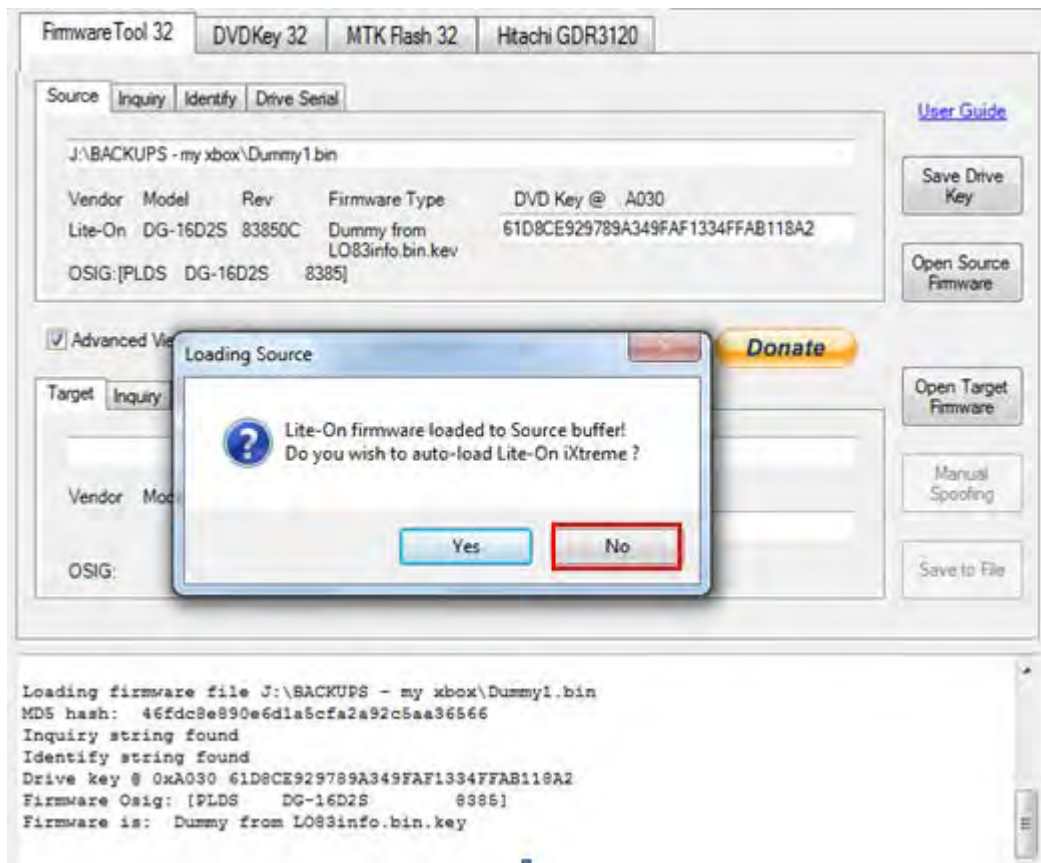 FirmwareTool 32 DVDKey 32 MTK Flash 32 Hitachi GDR3120
Source Inquiry Identify Drive Serial
User Guide
J:\BACKUPS - my xbox\Dummy1.bin
Save Drive
Key
Vendor Model Rev Firmware Type DVD Key @ A030
Lite-On DG-16D2S 83850C Dummy from 61D8CE929789A349FAF1334FFAB118A2
LO83info.bin.key
OSIG:[PLDS DG-16D2S 8385]
Open Source
Firmware
Advanced Vie
Donate
Loading Source
Target Inquiry
Open Target
Firmware
Lite-On firmware loaded to Source buffer!
Do you wish to auto-load Lite-On iXtreme ?
Vendor Mod
Manual
Spoofing
Yes No
OSIG:
Save to File
Loading firmware file J:\BACKUPS - my xbox\Dummy1.bin
MD5 hash: 46fdc8e890e6d1a5cfa2a92c5aa36566
Inquiry string found
Identify string found
Drive key @ 0xA030 61D8CE929789A349FAF1334FFAB118A2
Firmware Osig: [PLDS DG-16D2S 8385]
Firmware is: Dummy from LO83info.bin.key